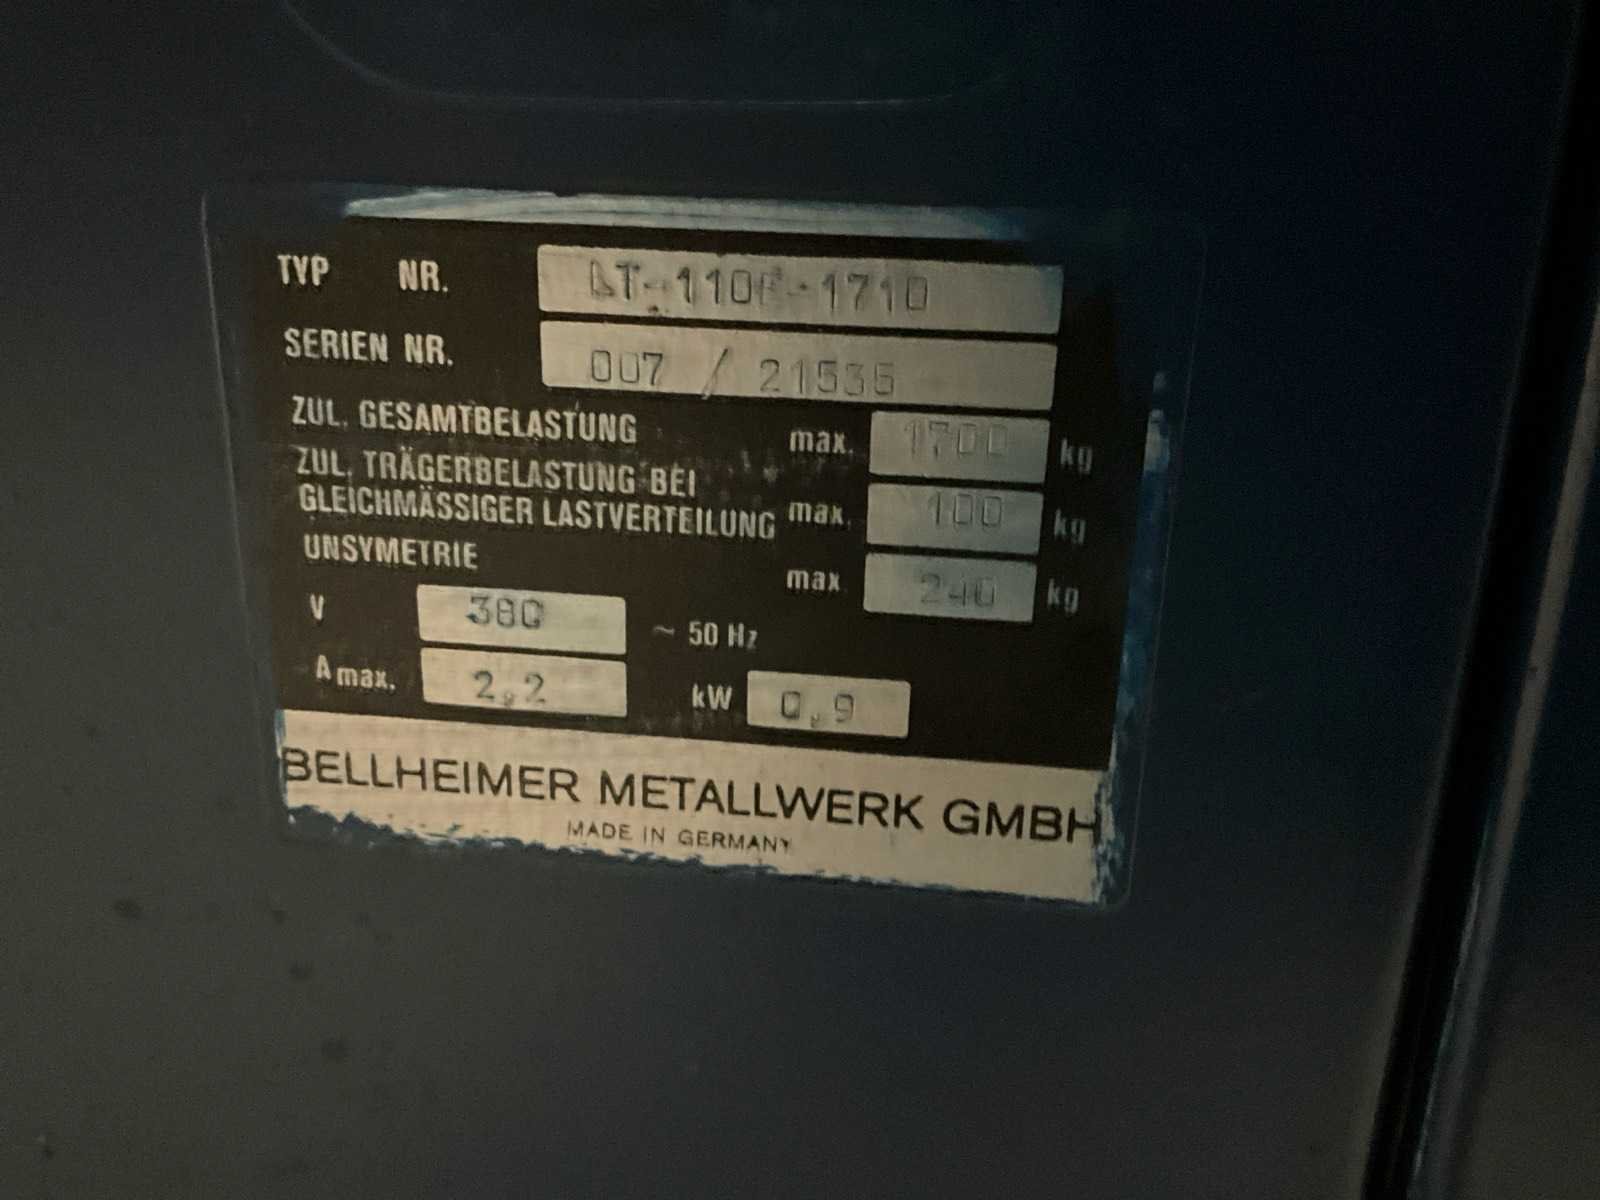 TYP NR. LT-110F-1710
SERIEN NR. 007 / 21535
ZUL. GESAMTBELASTUNG max. 1700 kg
ZUL. TRÄGERBELASTUNG BEI
GLEICHMÄSSIGER LASTVERTEILUNG max. 100 kg
UNSYMETRIE max. 240 kg
V 380 ~ 50 Hz
A max. 2,2 kW 0,9
BELLHEIMER METALLWERK GMBH
MADE IN GERMANY